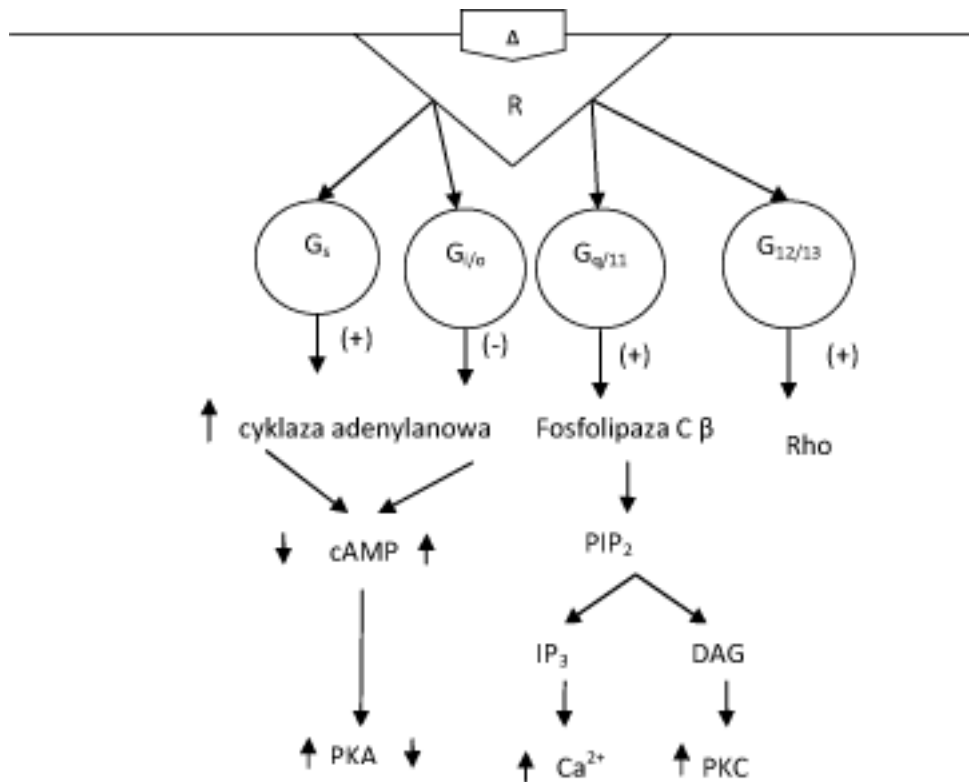 Δ
R
Gs Gi/o Gq/11 G12/13
(+) (-) (+) (+)
cyklaza adenylanowa Fosfolipaza C β
Rho
cAMP PIP2
IP3 DAG
PKA Ca2+ PKC